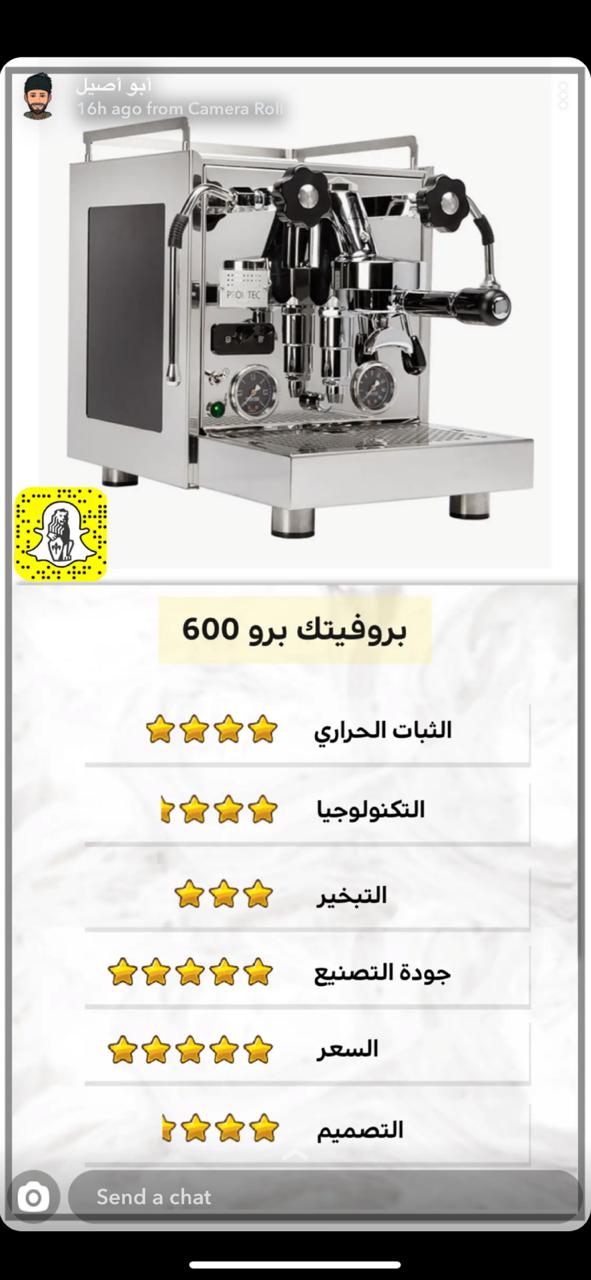 أبو أصيل
16h ago from Camera Roll
PROFITEC
بروفيتك برو 600
الثبات الحراري
التكنولوجيا
التبخير
جودة التصنيع
السعر
التصميم
Send a chat